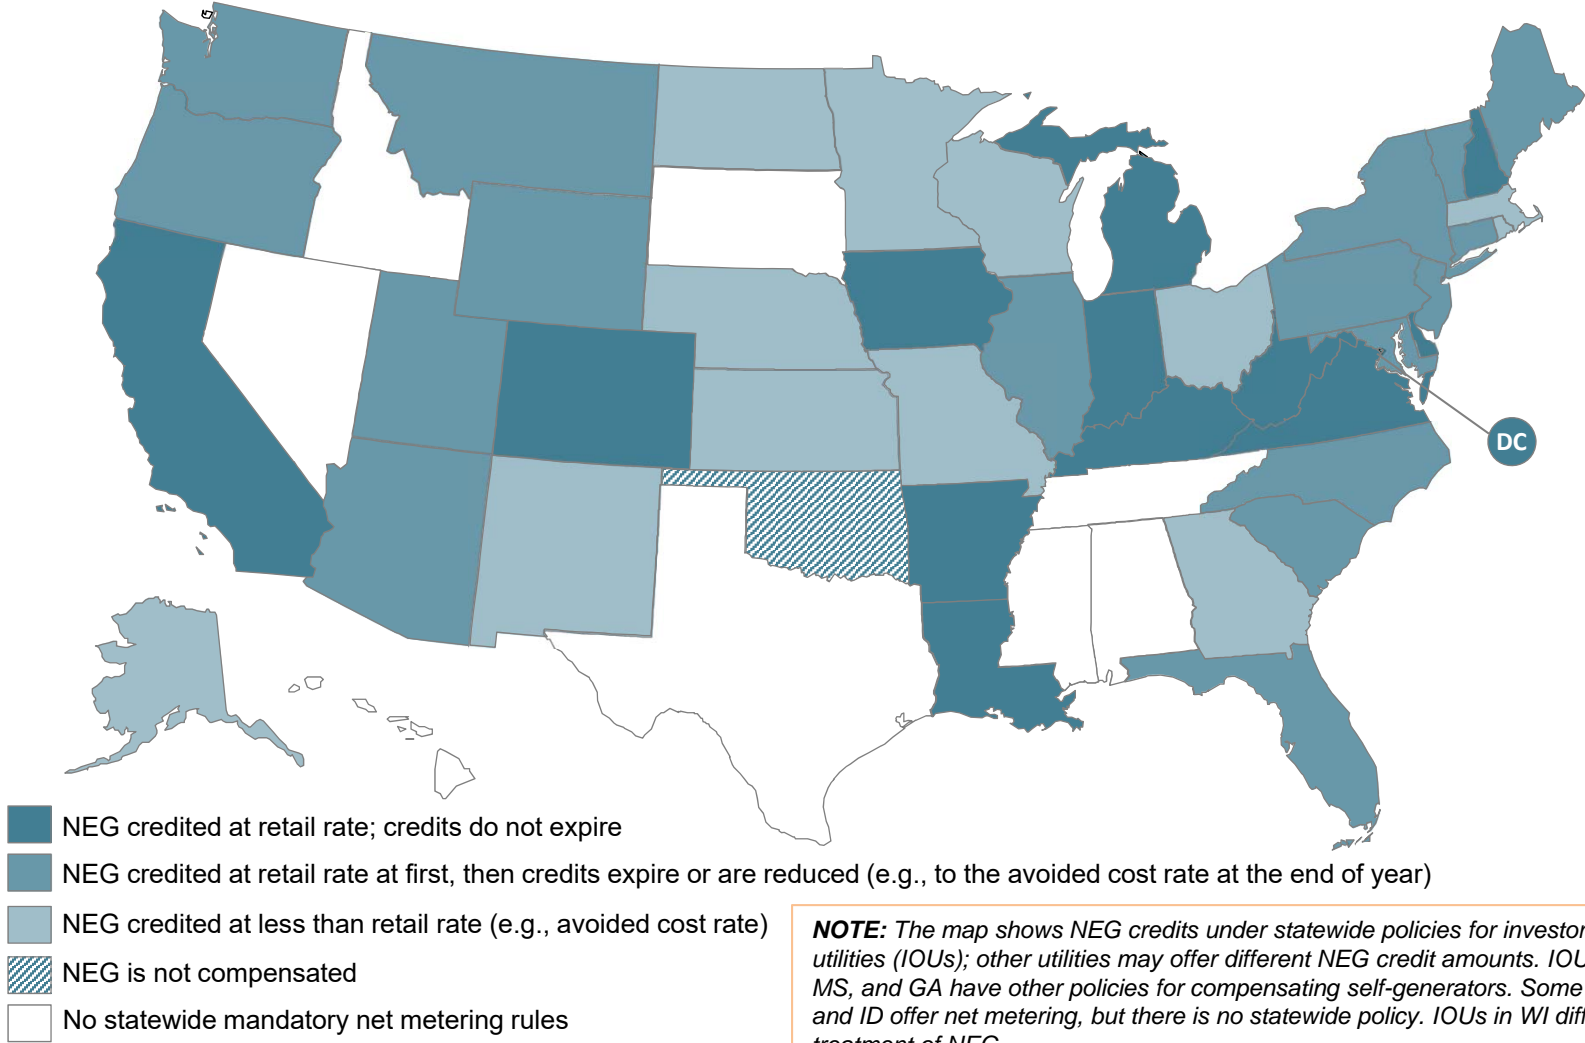 DC
NEG credited at retail rate; credits do not expire
NEG credited at retail rate at first, then credits expire or are reduced (e.g., to the avoided cost rate at the end of year)
NEG credited at less than retail rate (e.g., avoided cost rate)
NEG is not compensated
No statewide mandatory net metering rules
NOTE: The map shows NEG credits under statewide policies for investor
utilities (IOUs); other utilities may offer different NEG credit amounts. IOU
MS, and GA have other policies for compensating self-generators. Some
and ID offer net metering, but there is no statewide policy. IOUs in WI diff
treatment of NEG